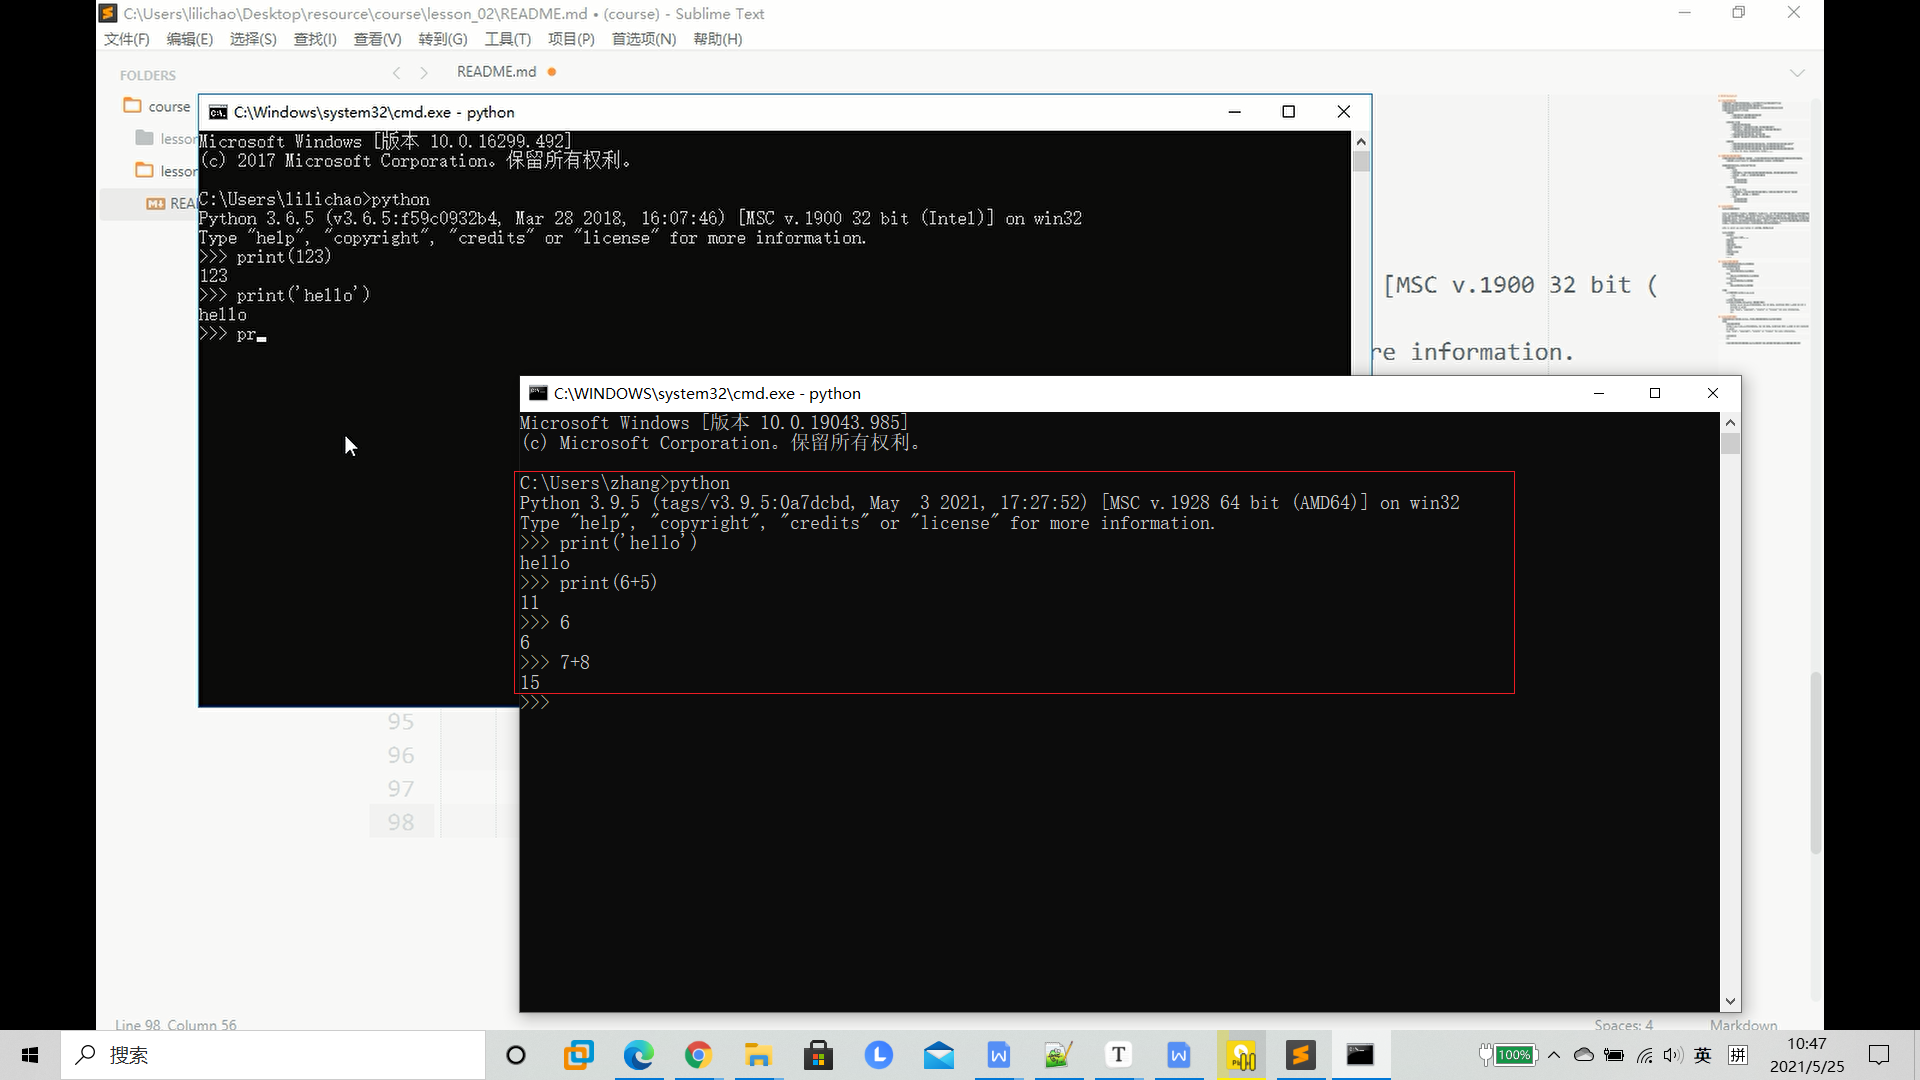 C:\Users\lilichao\Desktop\resource\course\lesson_02\README.md • (course) - Sublime Text
文件(F) 编辑(E) 选择(S) 查找(I) 查看(V) 转到(G) 工具(T) 项目(P) 首选项(N) 帮助(H)
FOLDERS
README.md
course
lesson
lesson
REA
C:\Windows\system32\cmd.exe - python
Microsoft Windows [版本 10.0.16299.492]
(c) 2017 Microsoft Corporation。保留所有权利。
C:\Users\lilichao>python
Python 3.6.5 (v3.6.5:f59c0932b4, Mar 28 2018, 16:07:46) [MSC v.1900 32 bit (Intel)] on win32
Type "help", "copyright", "credits" or "license" for more information.
>>> print(123)
123
>>> print('hello')
hello
>>> pr
[MSC v.1900 32 bit (
re information.
C:\WINDOWS\system32\cmd.exe - python
Microsoft Windows [版本 10.0.19043.985]
(c) Microsoft Corporation。保留所有权利。
C:\Users\zhang>python
Python 3.9.5 (tags/v3.9.5:0a7dcbd, May  3 2021, 17:27:52) [MSC v.1928 64 bit (AMD64)] on win32
Type "help", "copyright", "credits" or "license" for more information.
>>> print('hello')
hello
>>> print(6+5)
11
>>> 6
6
>>> 7+8
15
>>>
95
96
97
98
Line 98, Column 56
Spaces: 4
Markdown
搜索
100%
英
拼
10:47
2021/5/25